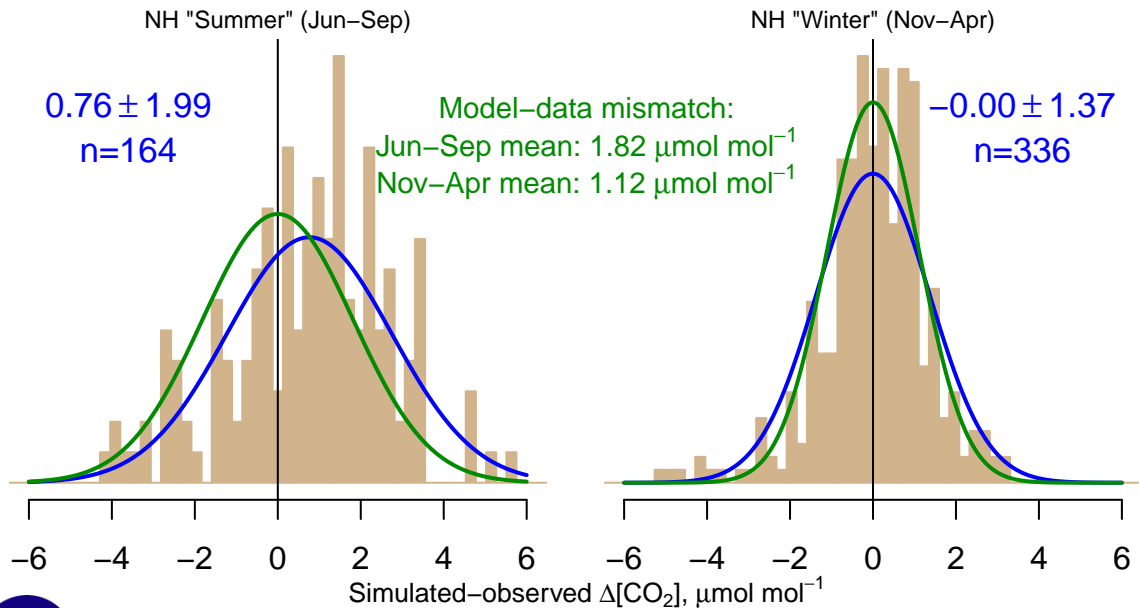 NH "Summer" (Jun−Sep)
0.76 ± 1.99
n=164
Model−data mismatch:
Jun−Sep mean: 1.82 μmol mol⁻¹
Nov−Apr mean: 1.12 μmol mol⁻¹
NH "Winter" (Nov−Apr)
−0.00 ± 1.37
n=336
−6 −4 −2 0 2 4 6
−6 −4 −2 0 2 4 6
Simulated−observed Δ[CO₂], μmol mol⁻¹